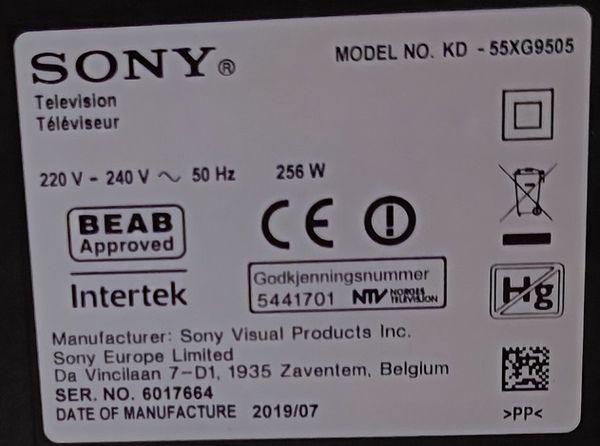 SONY®
MODEL NO. KD - 55XG9505
Television
Téléviseur
220 V - 240 V ~ 50 Hz 256 W
BEAB
Approved
CE
Intertek
Godkjenningsnummer
5441701 NTV NORGES TELEVISJON
Hg
Manufacturer: Sony Visual Products Inc.
Sony Europe Limited
Da Vincilaan 7-D1, 1935 Zaventem, Belgium
SER. NO. 6017664
DATE OF MANUFACTURE 2019/07
>PP<